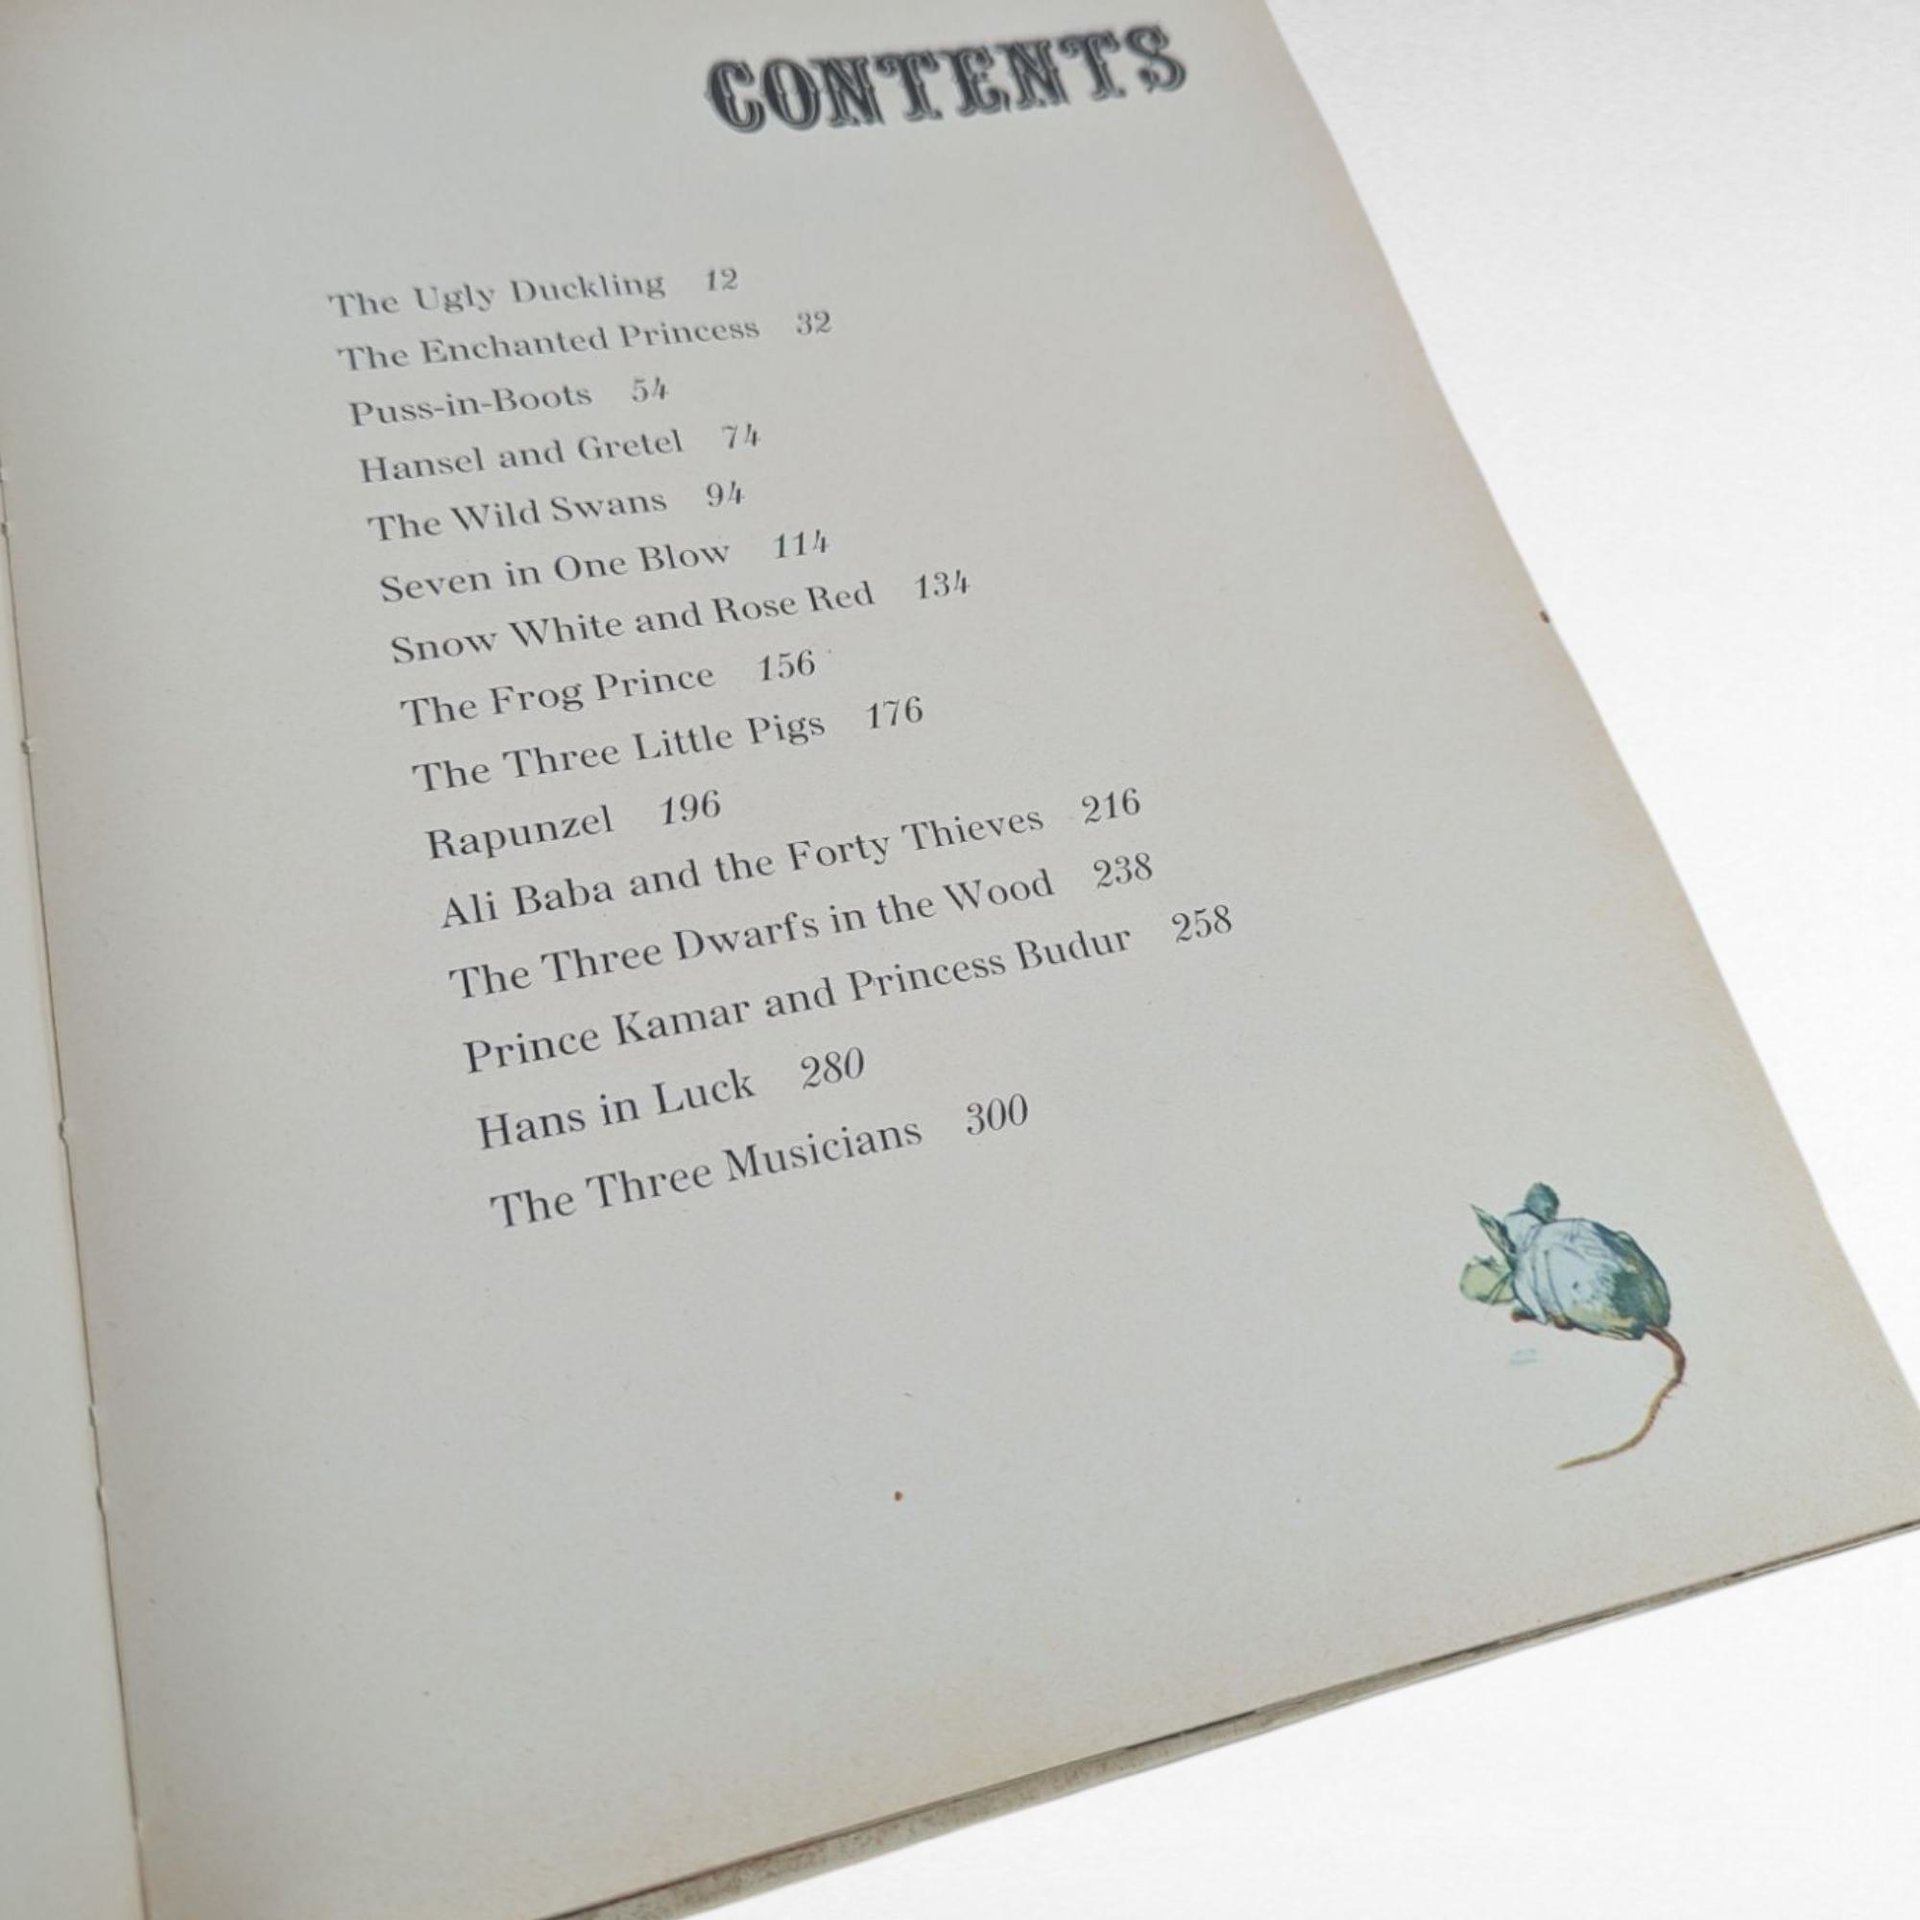 CONTENTS
The Ugly Duckling 12
The Enchanted Princess 32
Puss-in-Boots 54
Hansel and Gretel 74
The Wild Swans 94
Seven in One Blow 114
Snow White and Rose Red 134
The Frog Prince 156
The Three Little Pigs 176
Rapunzel 196
Ali Baba and the Forty Thieves 216
The Three Dwarfs in the Wood 238
Prince Kamar and Princess Budur 258
Hans in Luck 280
The Three Musicians 300